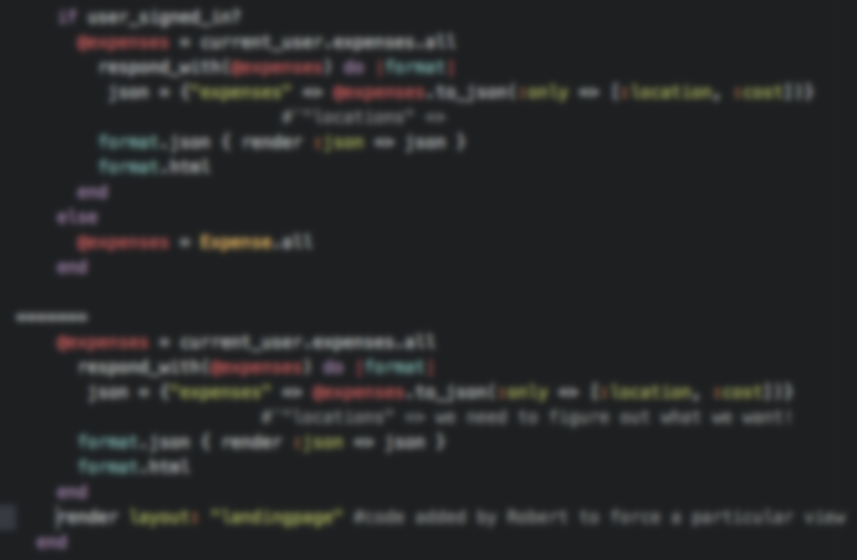 if user_signed_in?
@expenses = current_user.expenses.all
respond_with(@expenses) do |format|
json = {"expenses" => @expenses.to_json(:only => [:location, :cost])}
#"locations" =>
format.json { render :json => json }
format.html
end
else
@expenses = Expense.all
end
=======
@expenses = current_user.expenses.all
respond_with(@expenses) do |format|
json = {"expenses" => @expenses.to_json(:only => [:location, :cost])}
#"locations" => we need to figure out what we want!
format.json { render :json => json }
format.html
end
render layout: "landingpage" #code added by Robert to force a particular view
end